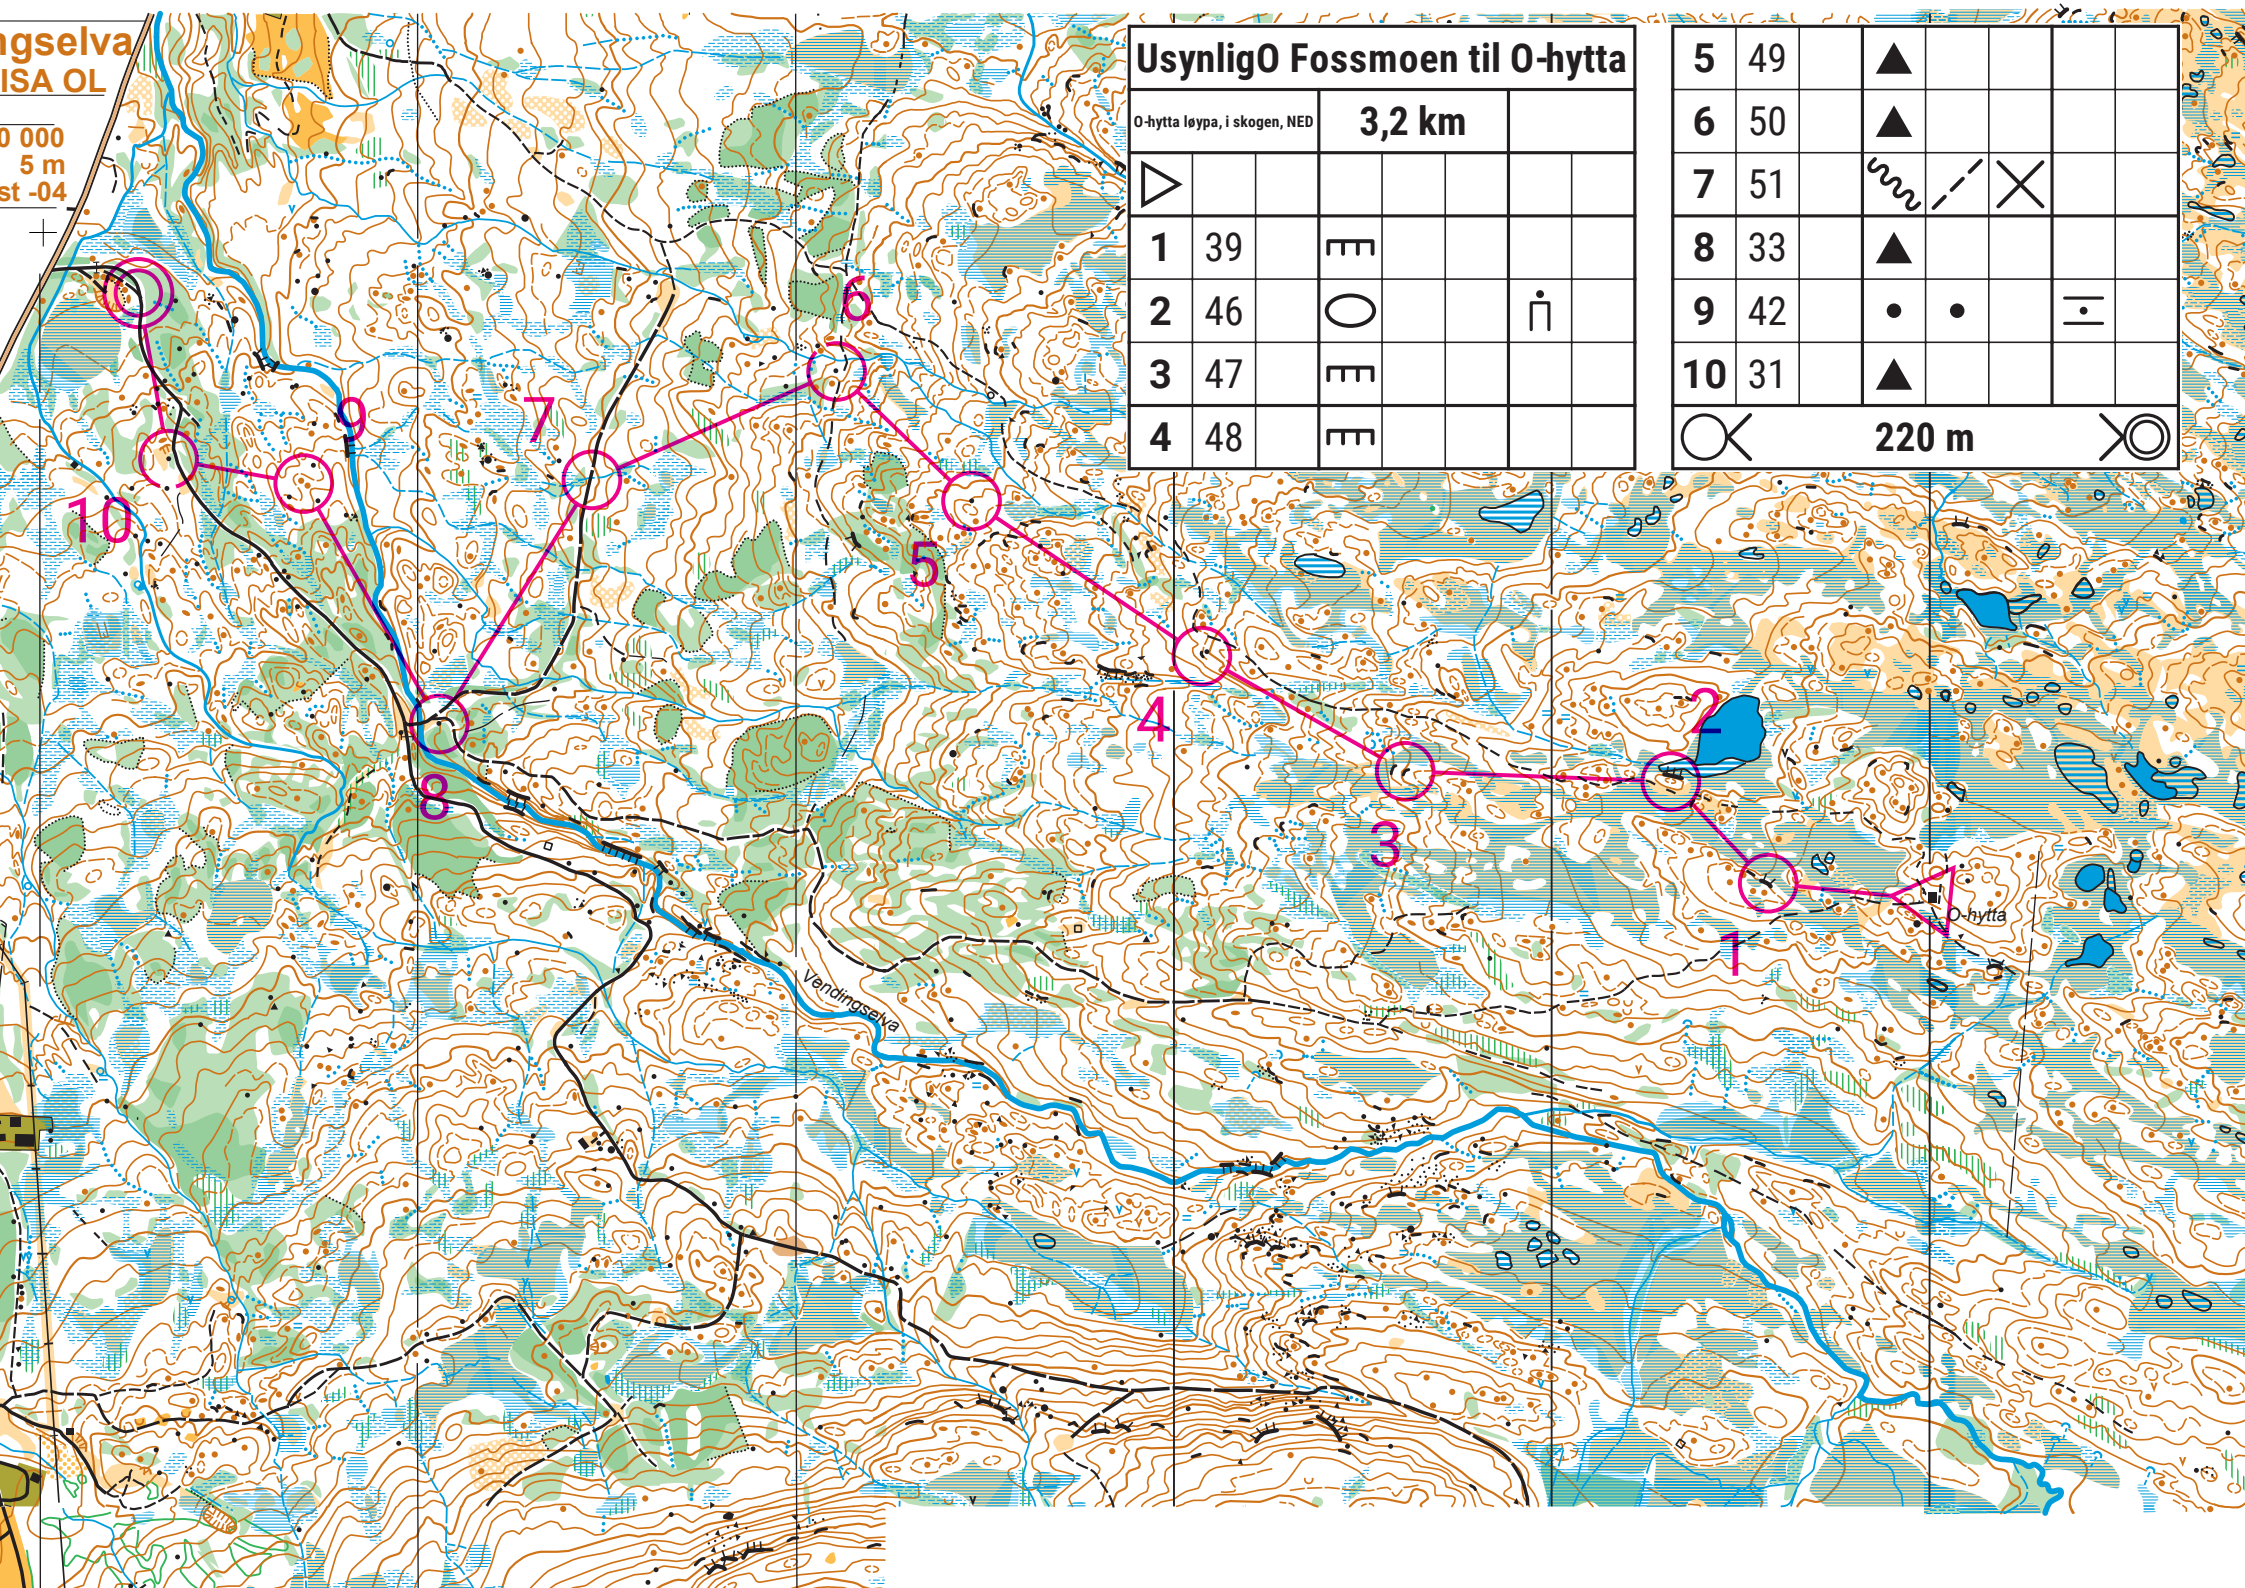 ngselva
ISA OL
0 000
5 m
st -04
UsynligO Fossmoen til O-hytta
O-hytta løypa, i skogen, NED 3,2 km
1 39
2 46
3 47
4 48
5 49
6 50
7 51
8 33
9 42
10 31
220 m
6
9
7
10
5
4
2
8
3
1
O-hytta
Vendingselva